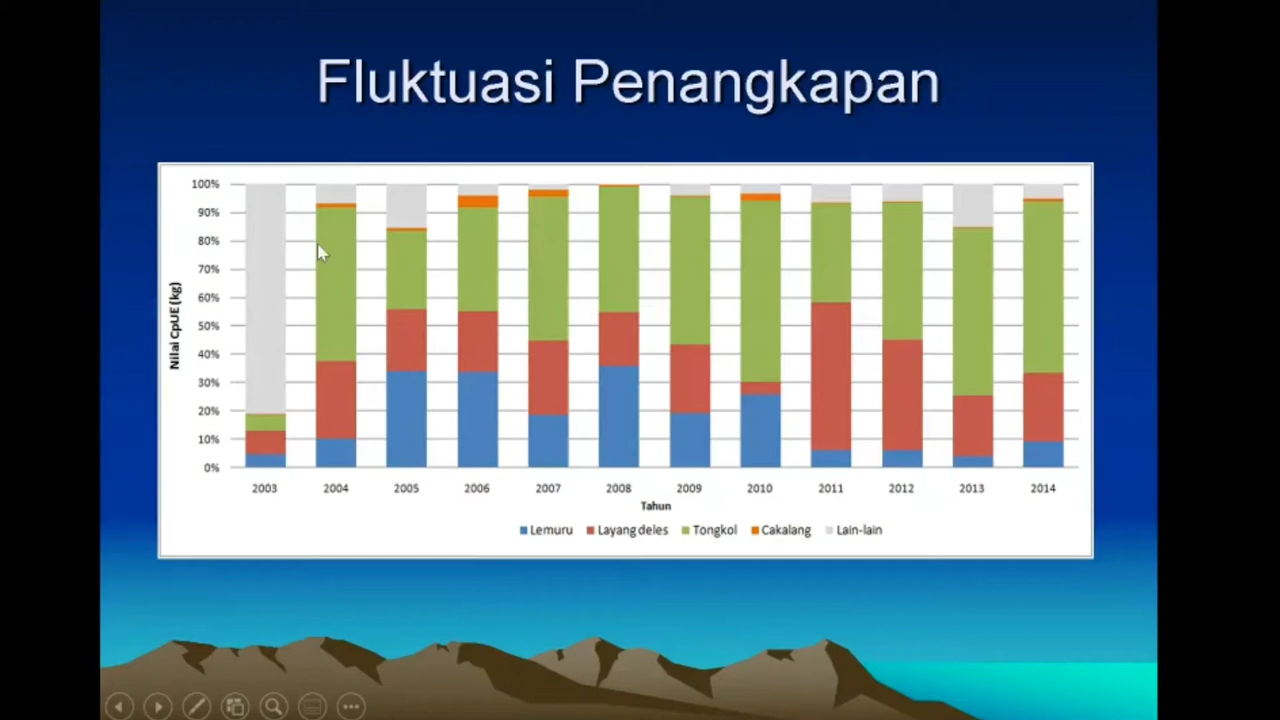 Fluktuasi Penangkapan
Nilai CpUE (kg)
100%
90%
80%
70%
60%
50%
40%
30%
20%
10%
0%
2003 2004 2005 2006 2007 2008 2009 2010 2011 2012 2013 2014
Tahun
Lemuru Layang deles Tongkol Cakalang Lain-lain